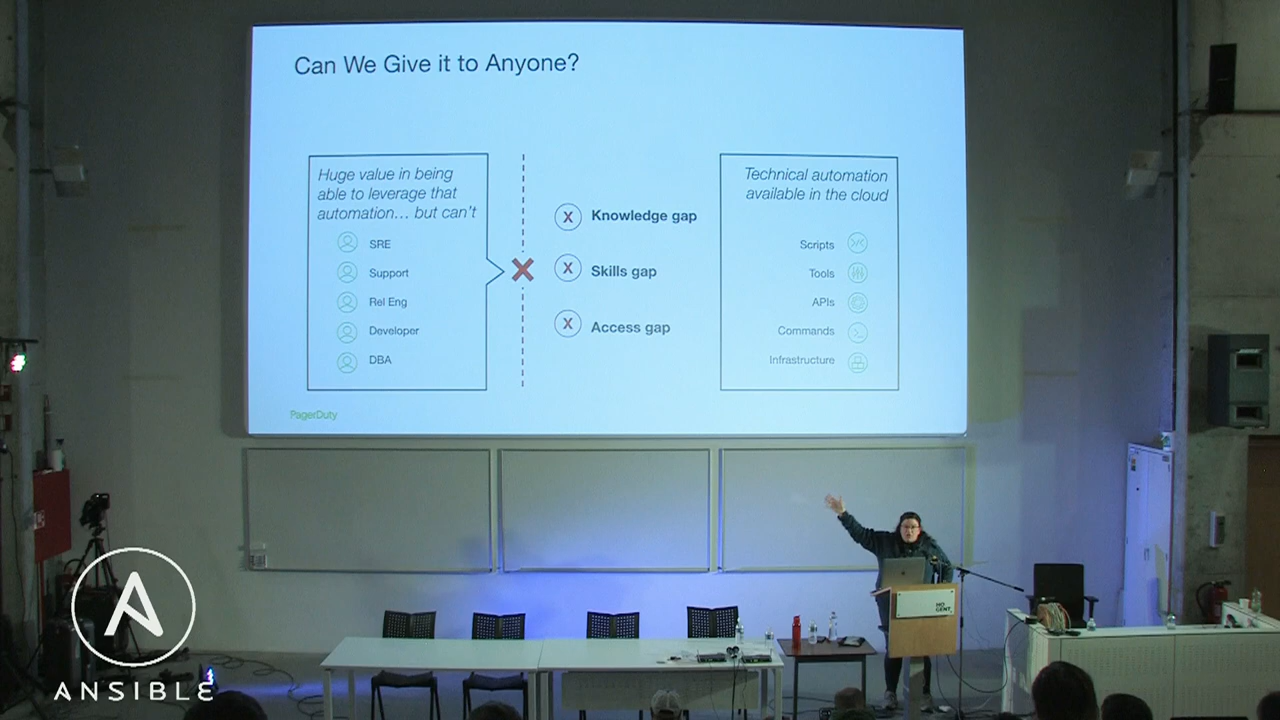 Can We Give it to Anyone?
Huge value in being
able to leverage that
automation... but can't
SRE
Support
Rel Eng
Developer
DBA
X Knowledge gap
X Skills gap
X Access gap
Technical automation
available in the cloud
Scripts
Tools
APIs
Commands
Infrastructure
PagerDuty
HO
GENT
ANSIBLE